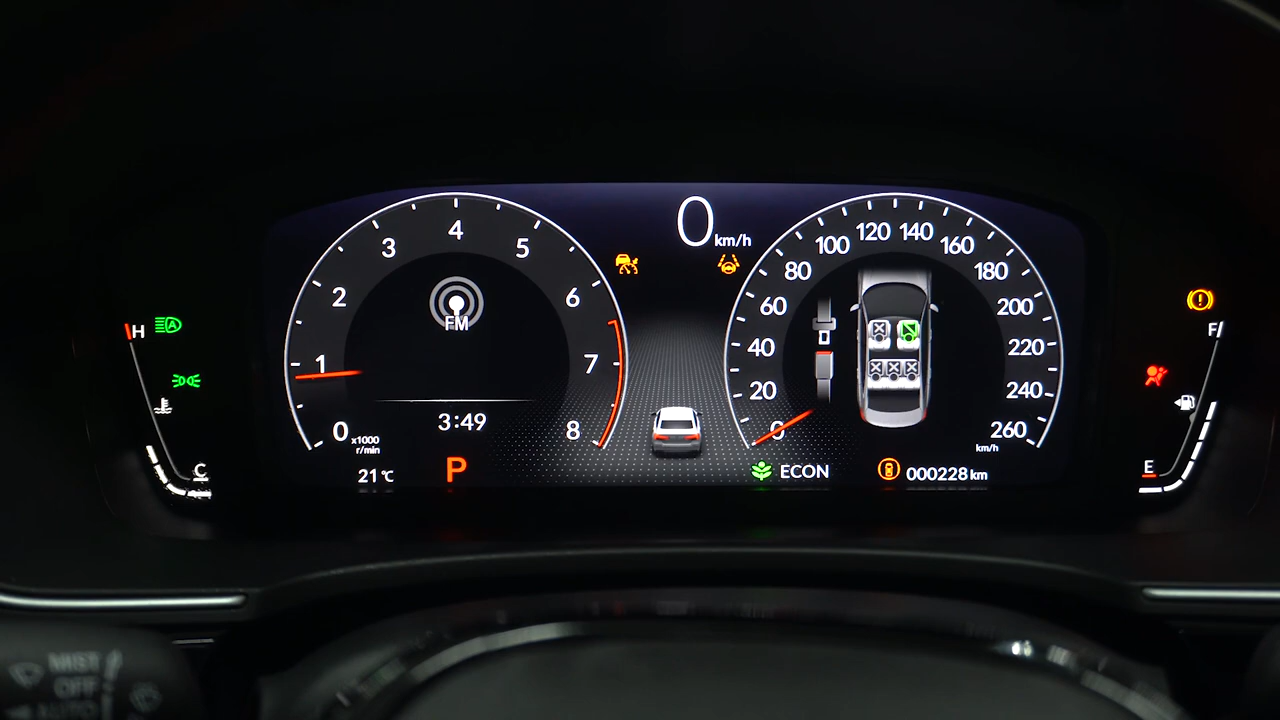 0 km/h
0 1 2 3 4 5 6 7 8
x1000
r/min
FM
3:49
21℃
P
0 20 40 60 80 100 120 140 160 180 200 220 240 260
km/h
ECON
000228 km
H
A
C
F
E
MIST
OFF
AUTO